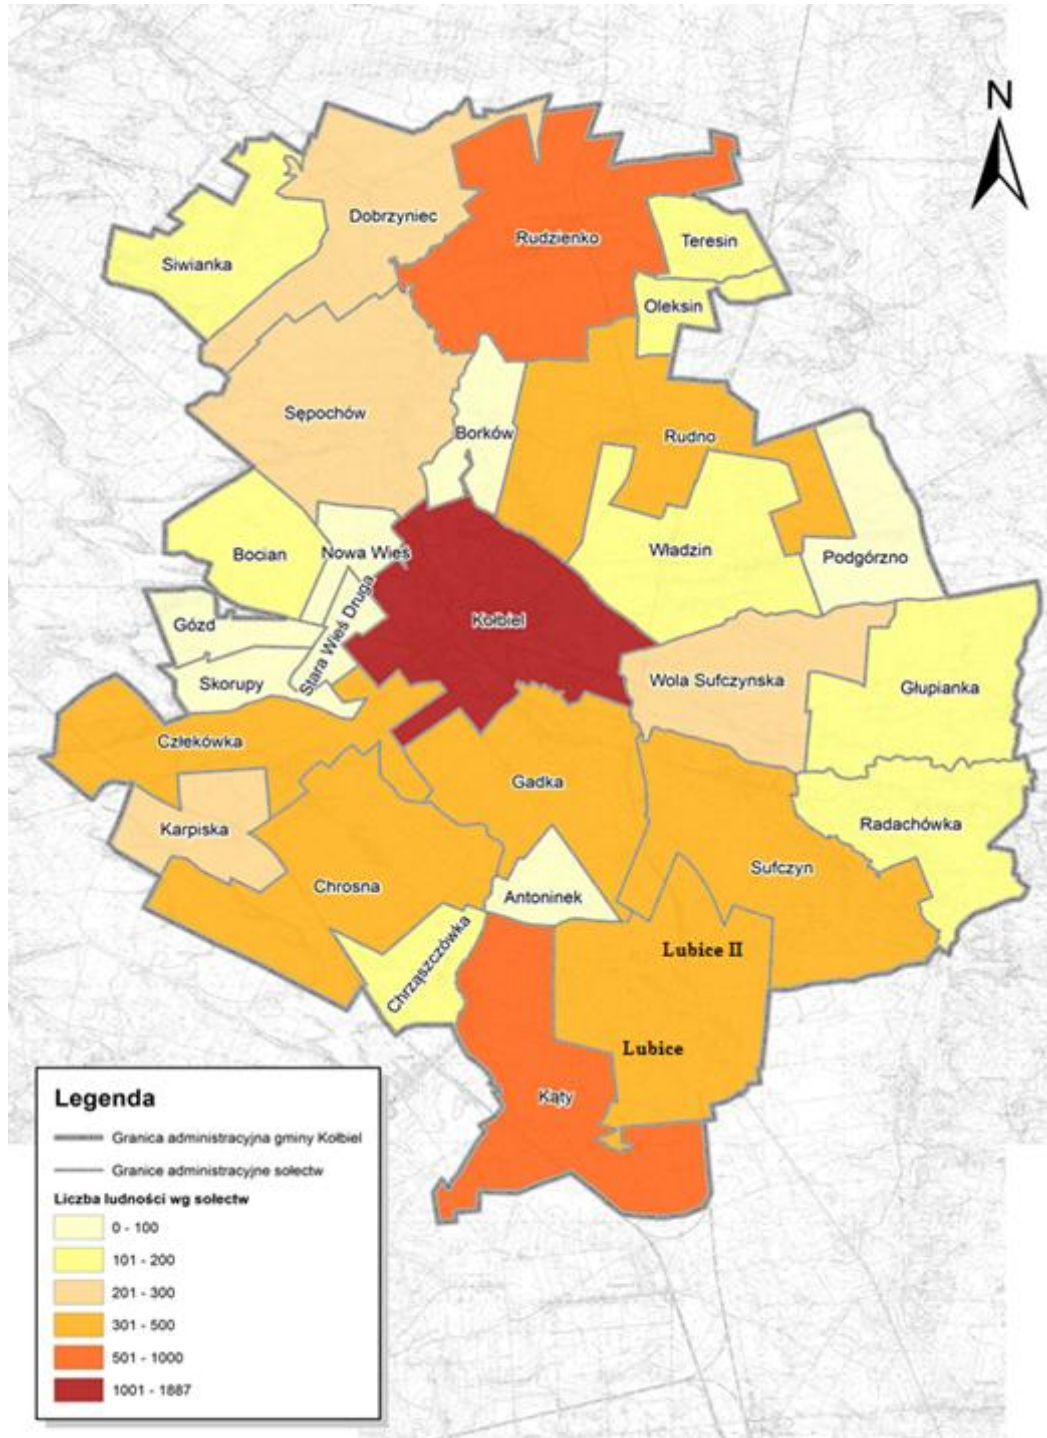 N
Dobrzyniec
Rudzienko
Teresin
Siwianka
Oleksin
Sępochów
Borków
Rudno
Bocian
Nowa Wieś
Władzin
Podgórzno
Gózd
Stara Wieś Druga
Kołbiel
Skorupy
Wola Sufczynska
Głupianka
Człekówka
Gadka
Karpiska
Radachówka
Chrosna
Antoninek
Sufczyn
Chrząszczówka
Lubice II
Lubice
Kąty
Legenda
Granica administracyjna gminy Kołbiel
Granice administracyjne sołectw
Liczba ludności wg sołectw
0 - 100
101 - 200
201 - 300
301 - 500
501 - 1000
1001 - 1887